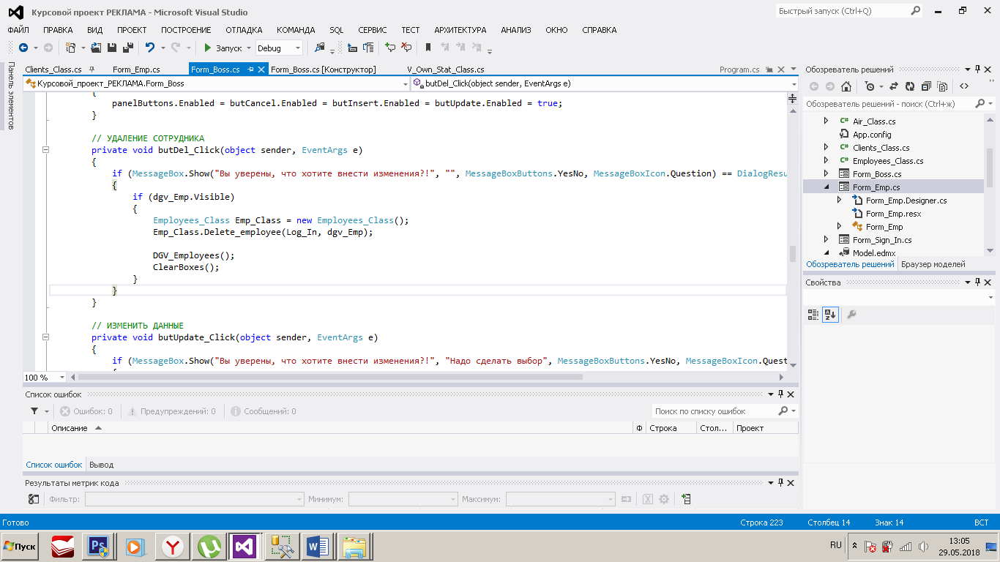 Курсовой проект РЕКЛАМА - Microsoft Visual Studio
Быстрый запуск (Ctrl+Q)
ФАЙЛ ПРАВКА ВИД ПРОЕКТ ПОСТРОЕНИЕ ОТЛАДКА КОМАНДА SQL СЕРВИС ТЕСТ АРХИТЕКТУРА АНАЛИЗ ОКНО СПРАВКА
Запуск Debug
Панель элементов
Clients_Class.cs Form_Emp.cs Form_Boss.cs Form_Boss.cs [Конструктор] V_Own_Stat_Class.cs Program.cs
Курсовой_проект_РЕКЛАМА.Form_Boss butDel_Click(object sender, EventArgs e)
{
panelButtons.Enabled = butCancel.Enabled = butInsert.Enabled = butUpdate.Enabled = true;
}
// УДАЛЕНИЕ СОТРУДНИКА
private void butDel_Click(object sender, EventArgs e)
{
if (MessageBox.Show("Вы уверены, что хотите внести изменения?!", "", MessageBoxButtons.YesNo, MessageBoxIcon.Question) == DialogResu
{
if (dgv_Emp.Visible)
{
Employees_Class Emp_Class = new Employees_Class();
Emp_Class.Delete_employee(Log_In, dgv_Emp);
DGV_Employees();
ClearBoxes();
}
}
}
// ИЗМЕНИТЬ ДАННЫЕ
private void butUpdate_Click(object sender, EventArgs e)
{
if (MessageBox.Show("Вы уверены, что хотите внести изменения?!", "Надо сделать выбор", MessageBoxButtons.YesNo, MessageBoxIcon.Quest
100 %
Список ошибок
Ошибок: 0 Предупреждений: 0 Сообщений: 0
Поиск по списку ошибок
Описание Ф Строка Стол... Проект
Список ошибок Вывод
Результаты метрик кода
Фильтр: Минимум: Максимум:
Обозреватель решений
Обозреватель решений - поиск (Ctrl+ж)
Air_Class.cs
App.config
Clients_Class.cs
Employees_Class.cs
Form_Boss.cs
Form_Emp.cs
Form_Emp.Designer.cs
Form_Emp.resx
Form_Emp
Form_Sign_In.cs
Model.edmx
Обозреватель решений Браузер моделей
Свойства
Готово Строка 223 Столбец 14 Знак 14 ВСТ
Пуск
RU
13:05
29.05.2018